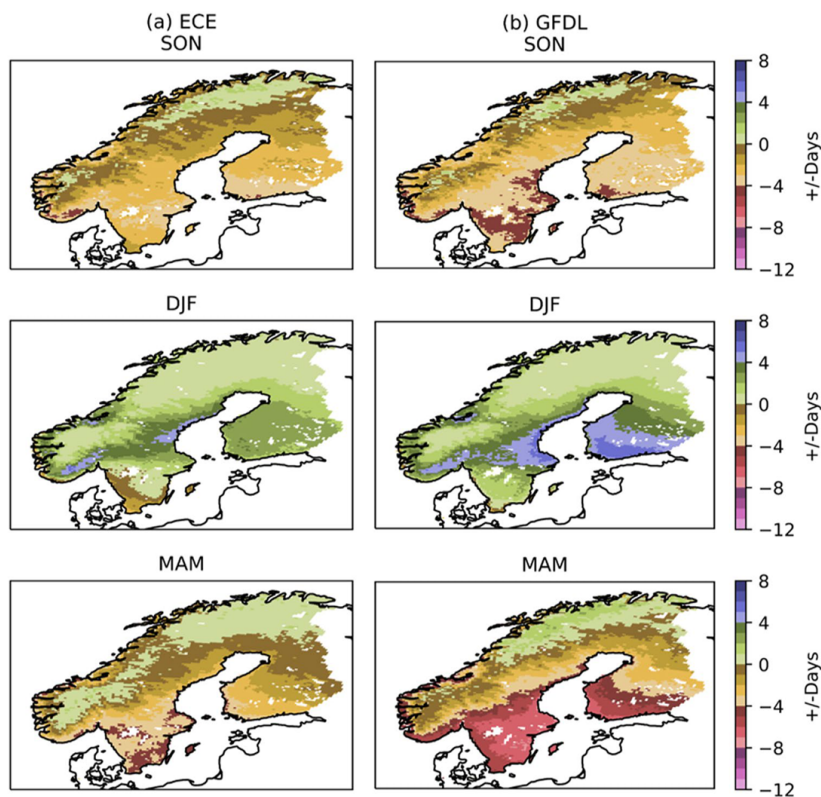 (a) ECE
SON
(b) GFDL
SON
8
4
0
−4
−8
−12
+/-Days
DJF
DJF
8
4
0
−4
−8
−12
+/-Days
MAM
MAM
8
4
0
−4
−8
−12
+/-Days